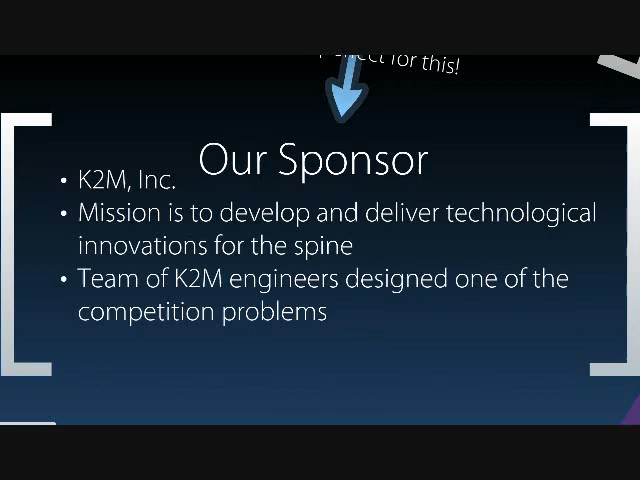 for this!
Our Sponsor
• K2M, Inc.
• Mission is to develop and deliver technological
innovations for the spine
• Team of K2M engineers designed one of the
competition problems